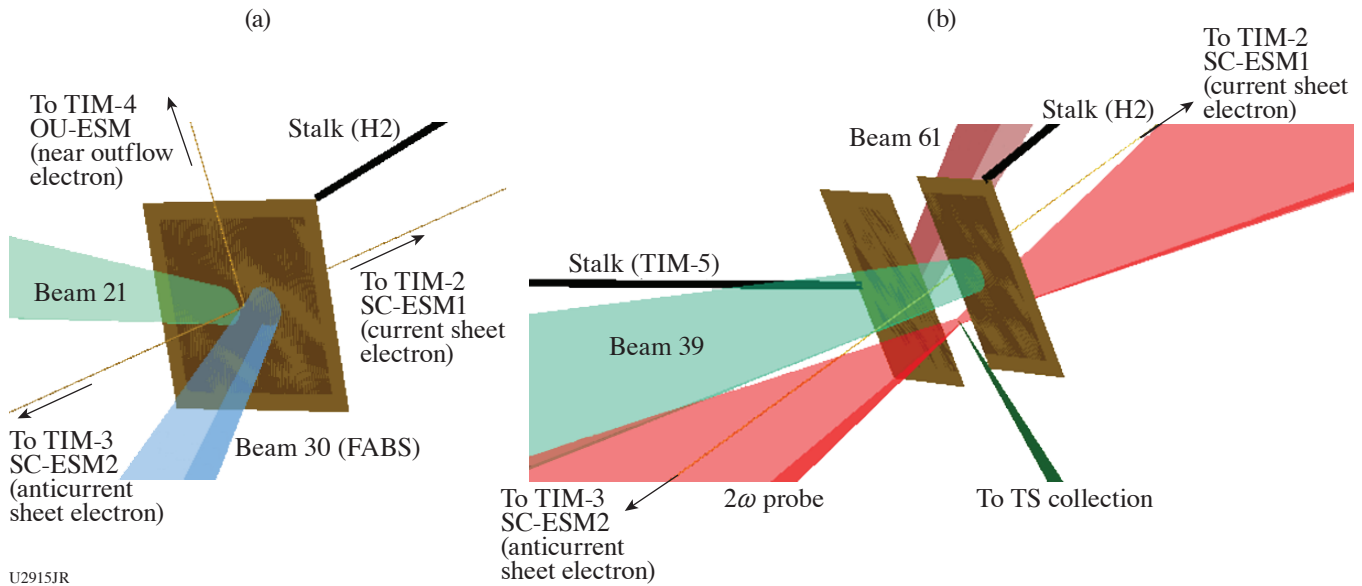 (a)
To TIM-4
OU-ESM
(near outflow
electron)
Stalk (H2)
Beam 21
To TIM-2
SC-ESM1
(current sheet
electron)
To TIM-3
SC-ESM2
(anticurrent
sheet electron)
Beam 30 (FABS)
(b)
To TIM-2
SC-ESM1
(current sheet
electron)
Stalk (H2)
Beam 61
Stalk (TIM-5)
Beam 39
To TIM-3
SC-ESM2
(anticurrent
sheet electron)
2ω probe
To TS collection
U2915JR